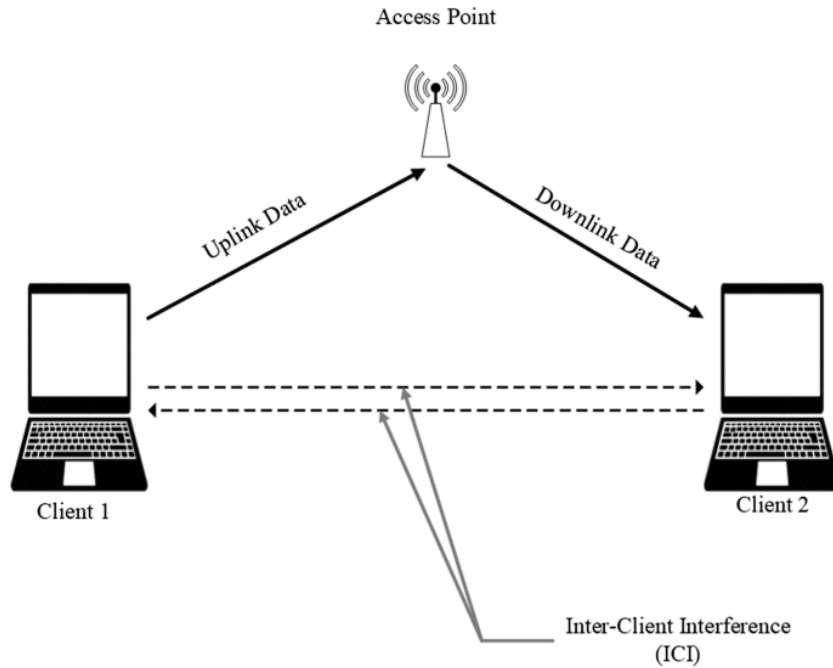 Access Point
Uplink Data
Downlink Data
Client 1
Client 2
Inter-Client Interference
(ICI)